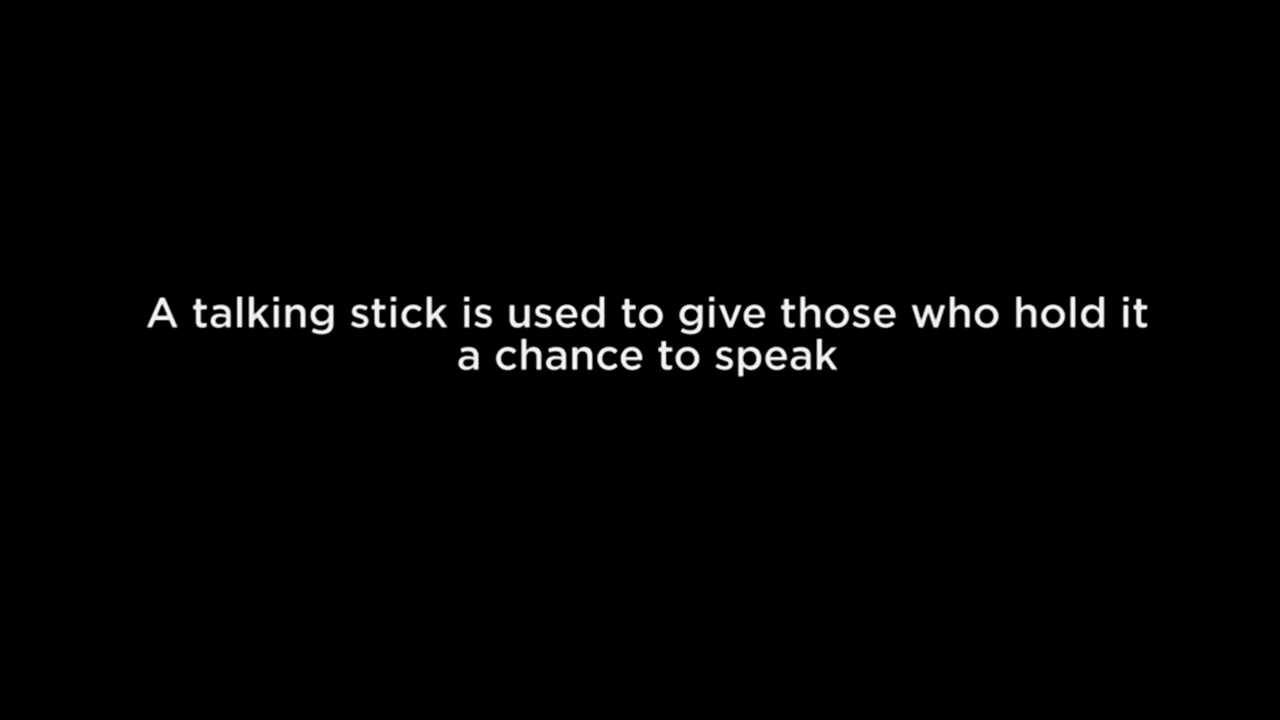 A talking stick is used to give those who hold it
a chance to speak